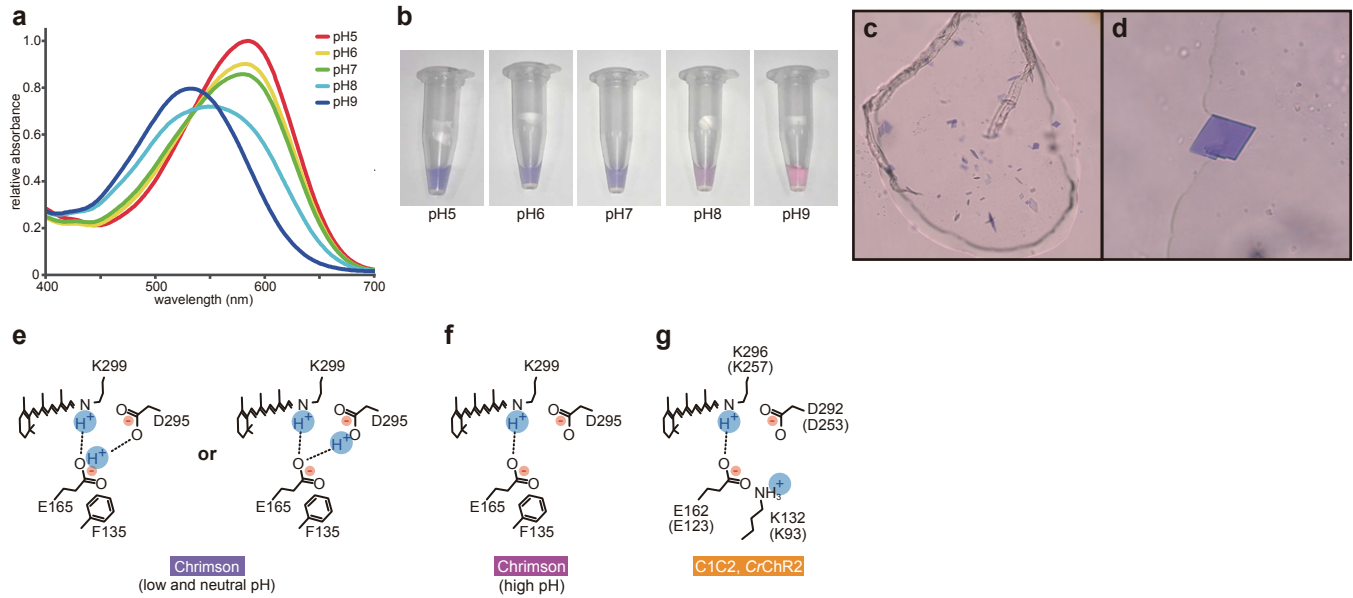 a
relative absorbance
1.0
0.8
0.6
0.4
0.2
0
400
500
600
700
wavelength (nm)
pH5
pH6
pH7
pH8
pH9
b
pH5
pH6
pH7
pH8
pH9
c
d
e
K299
N
H+
-
O
O
D295
H+
O
-
O
E165
F135
or
K299
N
H+
-
O
O
D295
H+
O
-
O
E165
F135
Chrimson
(low and neutral pH)
f
K299
N
H+
-
O
O
D295
O
-
O
E165
F135
Chrimson
(high pH)
g
K296
(K257)
N
H+
-
O
O
D292
(D253)
O
-
O
+
NH3
E162
(E123)
K132
(K93)
C1C2, CrChR2